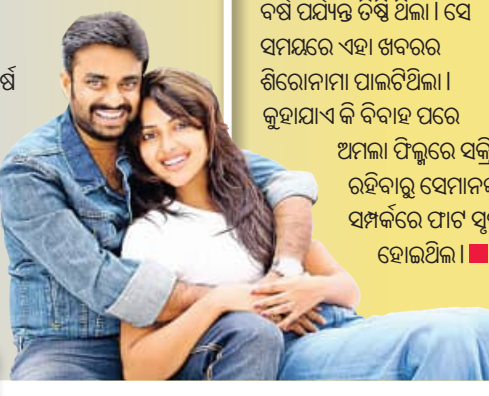 ର୍ଷ
ବର୍ଷ ପର୍ଯ୍ୟନ୍ତ ତିଷ୍ଠି ଥିଲା । ସେ
ସମୟରେ ଏହା ଖବରର
ଶିରୋନାମା ପାଲଟିଥିଲା ।
କୁହାଯାଏ କି ବିବାହ ପରେ
ଅମଲା ଫିଲ୍ମରେ
ରହିବାରୁ
ସମ୍ପର୍କରେ ଫାଟ
ହୋଇଥିଲା ।